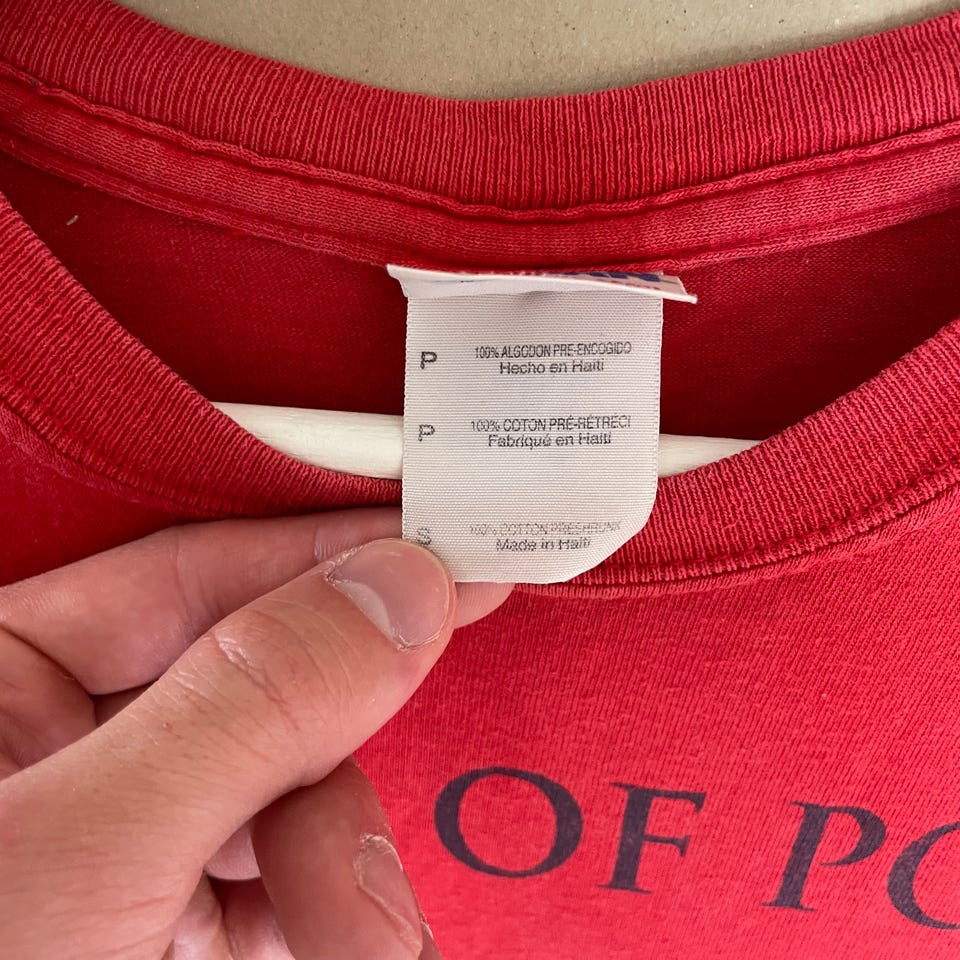 P 100% ALGODON PRE-ENCOGIDO
Hecho en Haiti
P 100% COTON PRÉ-RÉTRECI
Fabriqué en Haiti
S 100% COTTON PRESHRUNK
Made in Haiti
OF PO